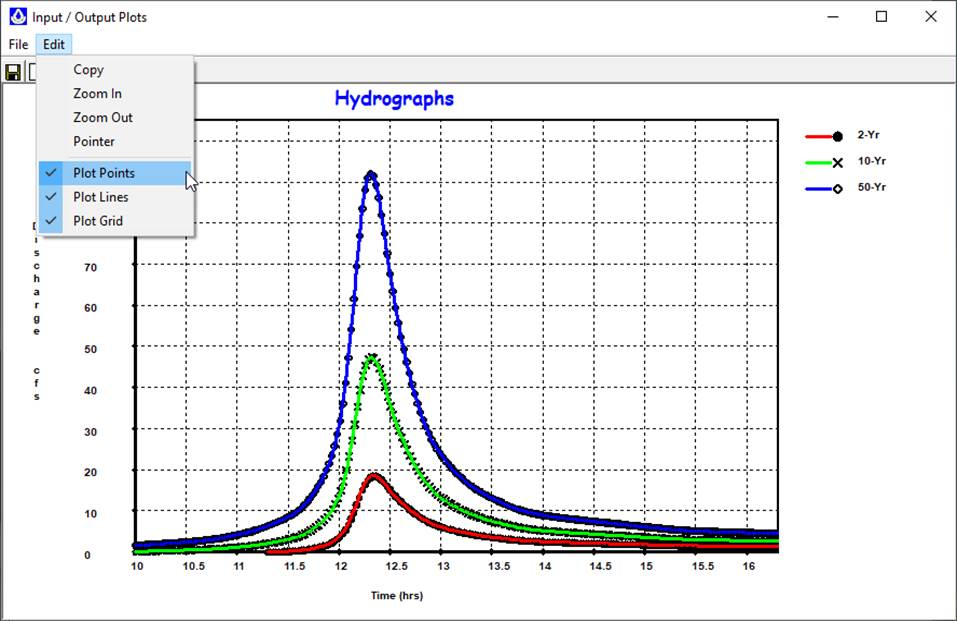 Input / Output Plots
File Edit
Copy
Zoom In
Zoom Out
Pointer
Plot Points
Plot Lines
Plot Grid
Hydrographs
2-Yr
10-Yr
50-Yr
Discharge cfs
70
60
50
40
30
20
10
0
10 10.5 11 11.5 12 12.5 13 13.5 14 14.5 15 15.5 16
Time (hrs)